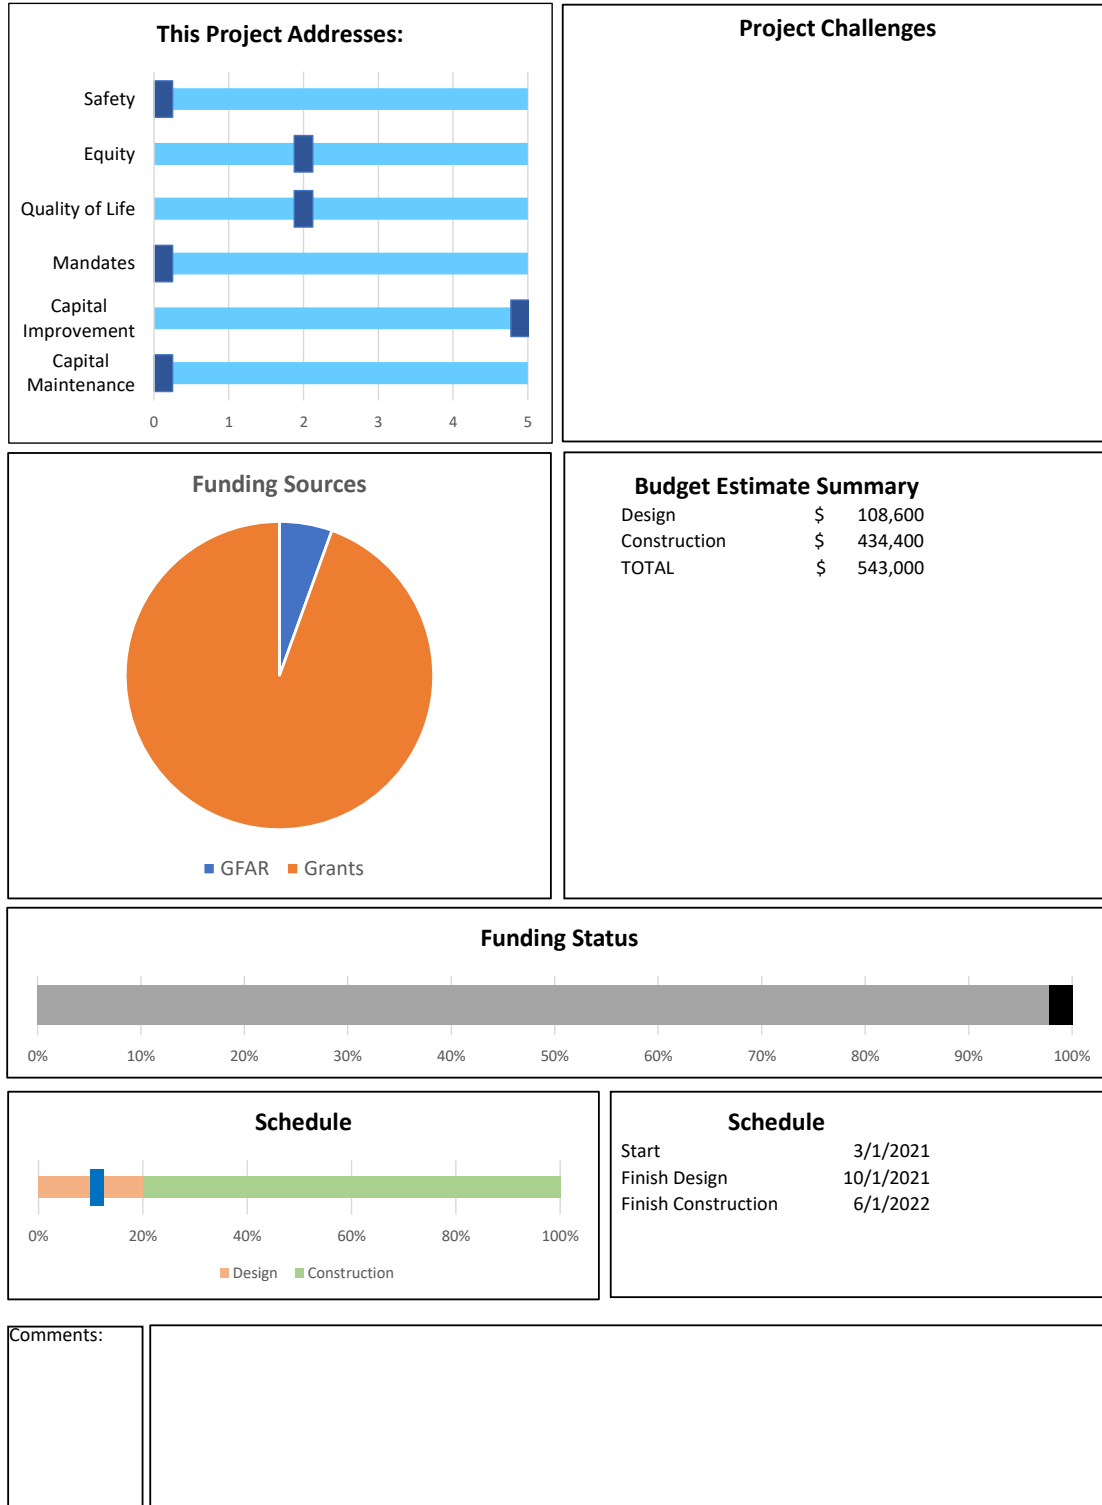 This Project Addresses:
Safety
Equity
Quality of Life
Mandates
Capital
Improvement
Capital
Maintenance
0 1 2 3 4 5
Project Challenges
Funding Sources
GFAR Grants
Budget Estimate Summary
Design $ 108,600
Construction $ 434,400
TOTAL $ 543,000
Funding Status
0% 10% 20% 30% 40% 50% 60% 70% 80% 90% 100%
Schedule
0% 20% 40% 60% 80% 100%
Design Construction
Schedule
Start 3/1/2021
Finish Design 10/1/2021
Finish Construction 6/1/2022
Comments: